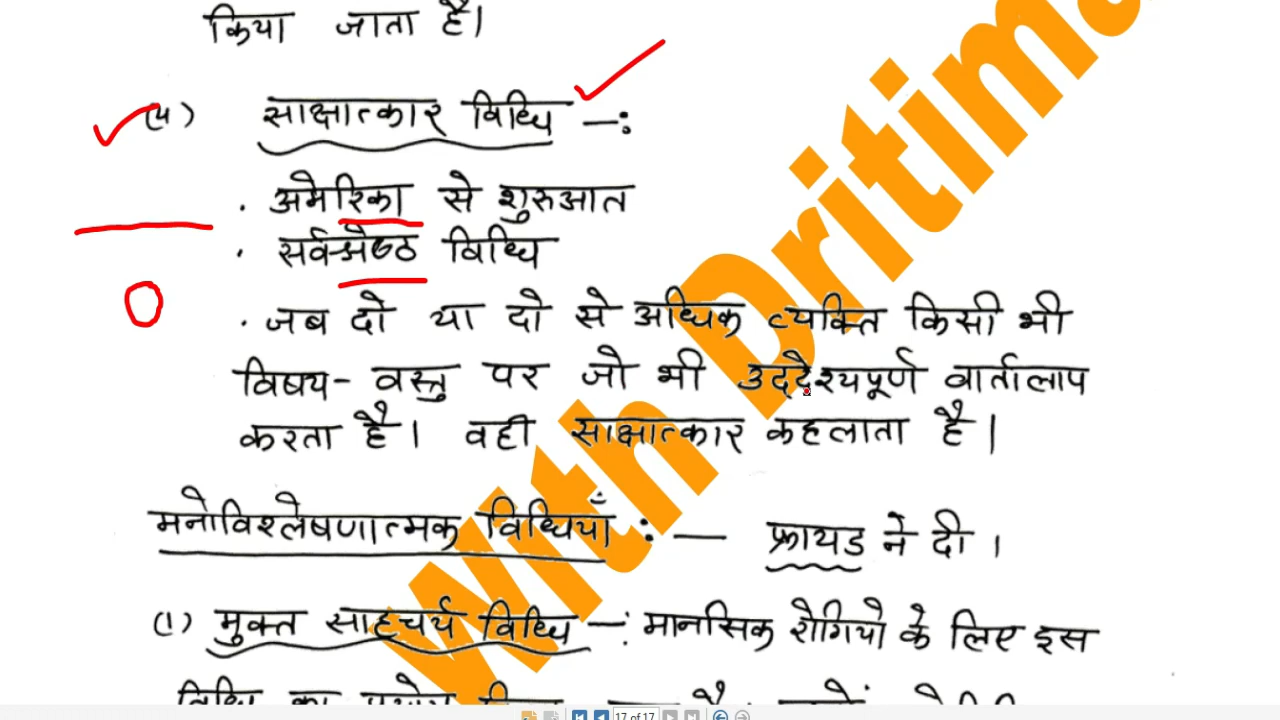 किया जाता है।
(५) साक्षात्कार विधि —:
. अमेरिका से शुरुआत
. सर्वश्रेष्ठ विधि
. जब दो या दो से अधिक व्यक्ति किसी भी
विषय- वस्तु पर जो भी उद्देश्यपूर्ण वार्तालाप
करता है। वही साक्षात्कार कहलाता है।
मनोविश्लेषणात्मक विधियाँ : — फ्रायड ने दी ।
(1) मुक्त साहचर्य विधि —: मानसिक रोगियो के लिए इस
विधि का प्रयोग
With Dritima
17 of 17